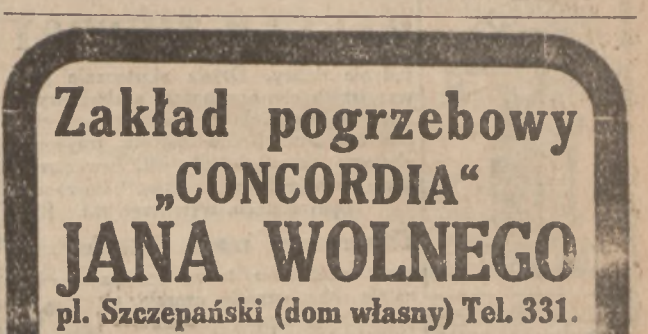 Zakład pogrzebowy
„CONCORDIA“
JANA WOLNEGO
pl. Szczepański (dom własny) Tel. 331.